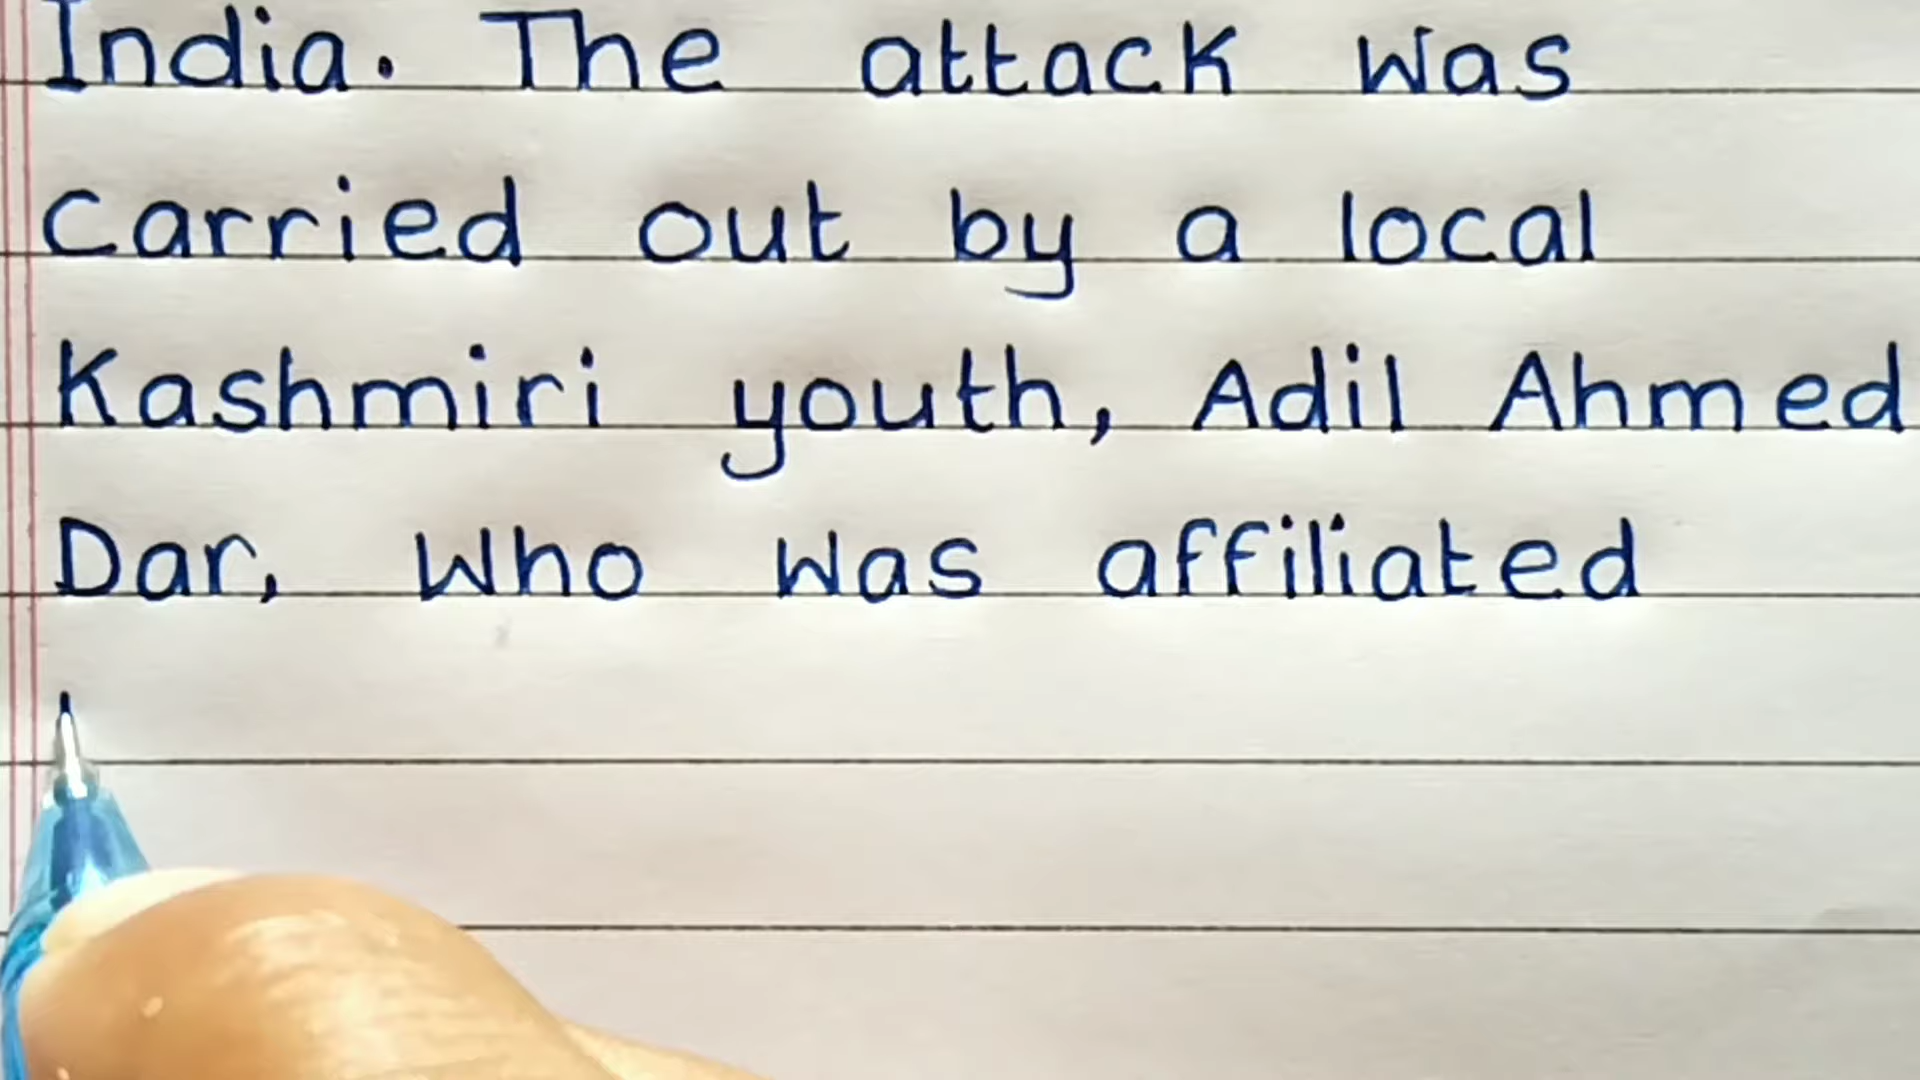 India. The attack was
carried out by a local
Kashmiri youth, Adil Ahmed
Dar, who was affiliated